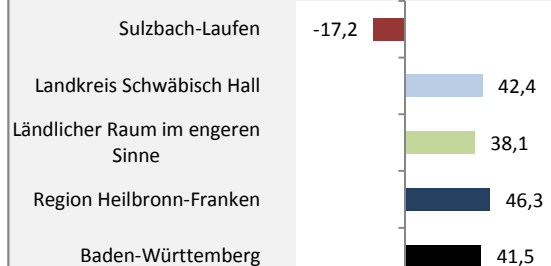 Sulzbach-Laufen -17,2
Landkreis Schwäbisch Hall 42,4
Ländlicher Raum im engeren
Sinne 38,1
Region Heilbronn-Franken 46,3
Baden-Württemberg 41,5